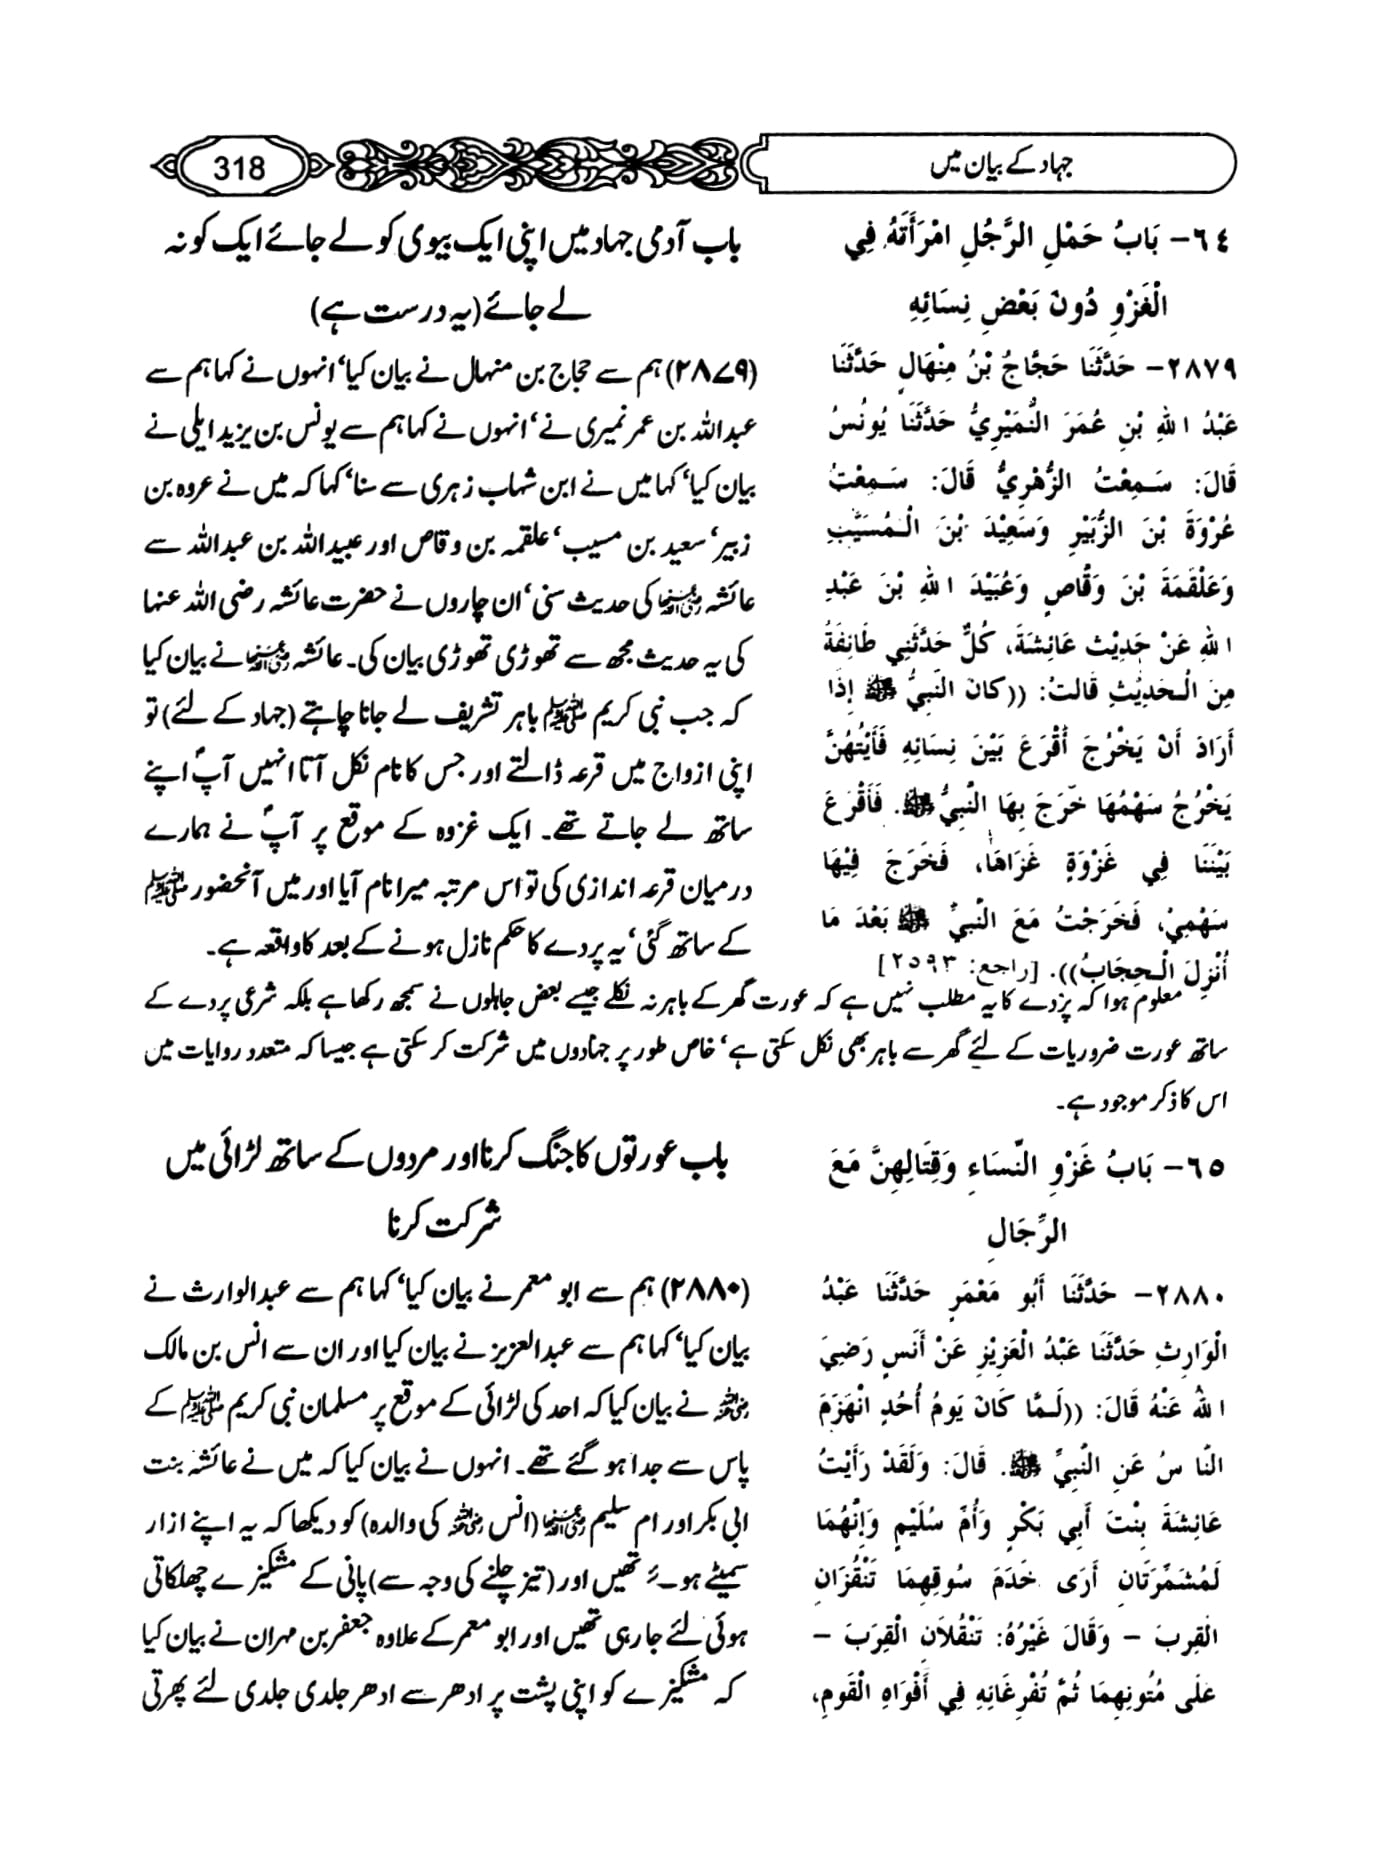 جہاد کے بیان میں
318
٦٤- بَابُ حَمْلِ الرَّجُلِ امْرَأَتَهُ فِي
الْغَزْوِ دُونَ بَعْضِ نِسَائِهِ
٢٨٧٩- حَدَّثَنَا حَجَّاجُ بْنُ مِنْهَالٍ حَدَّثَنَا
عَبْدُ اللهِ بْنِ عُمَرَ النُّمَيْرِيُّ حَدَّثَنَا يُونُسُ
قَالَ: سَمِعْتُ الزُّهْرِيُّ قَالَ: سَمِعْتُ
عُرْوَةَ بْنَ الزُّبَيْرِ وَسَعِيْدَ بْنَ الْمُسَيَّبِ
وَعَلْقَمَةَ بْنَ وَقَّاصٍ وَعُبَيْدَ اللهِ بْنَ عَبْدِ
اللهِ عَنْ حَدِيْثِ عَائِشَةَ، كُلٌّ حَدَّثَنِي طَائِفَةً
مِنَ الْحَدِيْثِ قَالتْ: ((كَانَ النَّبِيُّ ﷺ إِذَا
أَرَادَ أَنْ يَخْرُجَ أَقْرَعَ بَيْنَ نِسَائِهِ فَأَيْتُهُنَّ
يَخْرُجُ سَهْمُهَا خَرَجَ بِهَا النَّبِيُّ ﷺ. فَأَقْرَعَ
بَيْنَنَا فِي غَزْوَةٍ غَزَاهَا، فَخَرَجَ فِيْهَا
سَهْمِيْ، فَخَرَجْتُ مَعَ النَّبِيِّ ﷺ بَعْدَ مَا
أُنْزِلَ الْحِجَابُ)). [راجع: ٢٥٩٣]
باب آدمی جہاد میں اپنی ایک بیوی کو لے جائے ایک کو نہ
لے جائے (یہ درست ہے)
(۲۸۷۹) ہم سے حجاج بن منہال نے بیان کیا‘ انہوں نے کہا ہم سے
عبداللہ بن عمر نمیری نے‘ انہوں نے کہا ہم سے یونس بن یزید ایلی نے
بیان کیا‘ کہا میں نے ابن شہاب زہری سے سنا‘ کہا کہ میں نے عروہ بن
زبیر‘ سعید بن مسیب‘ علقمہ بن وقاص اور عبیداللہ بن عبداللہ سے
عائشہ رضی اللہ عنہا کی حدیث سنی‘ ان چاروں نے حضرت عائشہ رضی اللہ عنہا
کی یہ حدیث مجھ سے تھوڑی تھوڑی بیان کی۔ عائشہ رضی اللہ عنہا نے بیان کیا
کہ جب نبی کریم ﷺ باہر تشریف لے جانا چاہتے (جہاد کے لئے) تو
اپنی ازواج میں قرعہ ڈالتے اور جس کا نام نکل آتا انہیں آپؐ اپنے
ساتھ لے جاتے تھے۔ ایک غزوہ کے موقع پر آپؐ نے ہمارے
درمیان قرعہ اندازی کی تو اس مرتبہ میرا نام آیا اور میں آنحضور ﷺ
کے ساتھ گئی‘ یہ پردے کا حکم نازل ہونے کے بعد کا واقعہ ہے۔
معلوم ہوا کہ پردے کا یہ مطلب نہیں ہے کہ عورت گھر کے باہر نہ نکلے جیسے بعض جاہلوں نے سمجھ رکھا ہے بلکہ شرعی پردے کے
ساتھ عورت ضروریات کے لئے گھر سے باہر بھی نکل سکتی ہے‘ خاص طور پر جہادوں میں شرکت کر سکتی ہے جیسا کہ متعدد روایات میں
اس کا ذکر موجود ہے۔
٦٥- بَابُ غَزْوِ النِّسَاءِ وَقِتَالِهِنَّ مَعَ
الرِّجَالِ
٢٨٨٠- حَدَّثَنَا أَبُو مَعْمَرٍ حَدَّثَنَا عَبْدُ
الْوَارِثِ حَدَّثَنَا عَبْدُ الْعَزِيْزِ عَنْ أَنَسٍ رَضِيَ
اللهُ عَنْهُ قَالَ: ((لَمَّا كَانَ يَومُ أُحُدٍ انْهَزَمَ
النَّاسُ عَنِ النَّبِيِّ ﷺ. قَالَ: وَلَقَدْ رَأَيْتُ
عَائِشَةَ بِنْتَ أَبِي بَكْرٍ وَأُمَّ سُلَيْمٍ وَإِنَّهُمَا
لَمُشَمِّرَتَانِ أَرَى خَدَمَ سُوقِهِمَا تَنْقُزَانِ
القِرَبَ - وَقَالَ غَيْرُهُ: تَنْقُلاَنِ الْقِرَبَ -
عَلَى مُتُونِهِمَا ثُمَّ تُفْرِغَانِهِ فِي أَفْوَاهِ الْقَومِ،
باب عورتوں کا جنگ کرنا اور مردوں کے ساتھ لڑائی میں
شرکت کرنا
(۲۸۸۰) ہم سے ابو معمر نے بیان کیا‘ کہا ہم سے عبدالوارث نے
بیان کیا‘ کہا ہم سے عبدالعزیز نے بیان کیا اور ان سے انس بن مالک
رضی اللہ عنہ نے بیان کیا کہ احد کی لڑائی کے موقع پر مسلمان نبی کریم ﷺ کے
پاس سے جدا ہو گئے تھے۔ انہوں نے بیان کیا کہ میں نے عائشہ بنت
ابی بکر اور ام سلیم رضی اللہ عنہما (انس رضی اللہ عنہ کی والدہ) کو دیکھا کہ یہ اپنے ازار
سمیٹے ہوئے تھیں اور (تیز چلنے کی وجہ سے) پانی کے مشکیزے چھلکاتی
ہوئی لئے جا رہی تھیں اور ابو معمر کے علاوہ جعفر بن مہران نے بیان کیا
کہ مشکیزے کو اپنی پشت پر ادھر سے ادھر جلدی جلدی لئے پھرتی